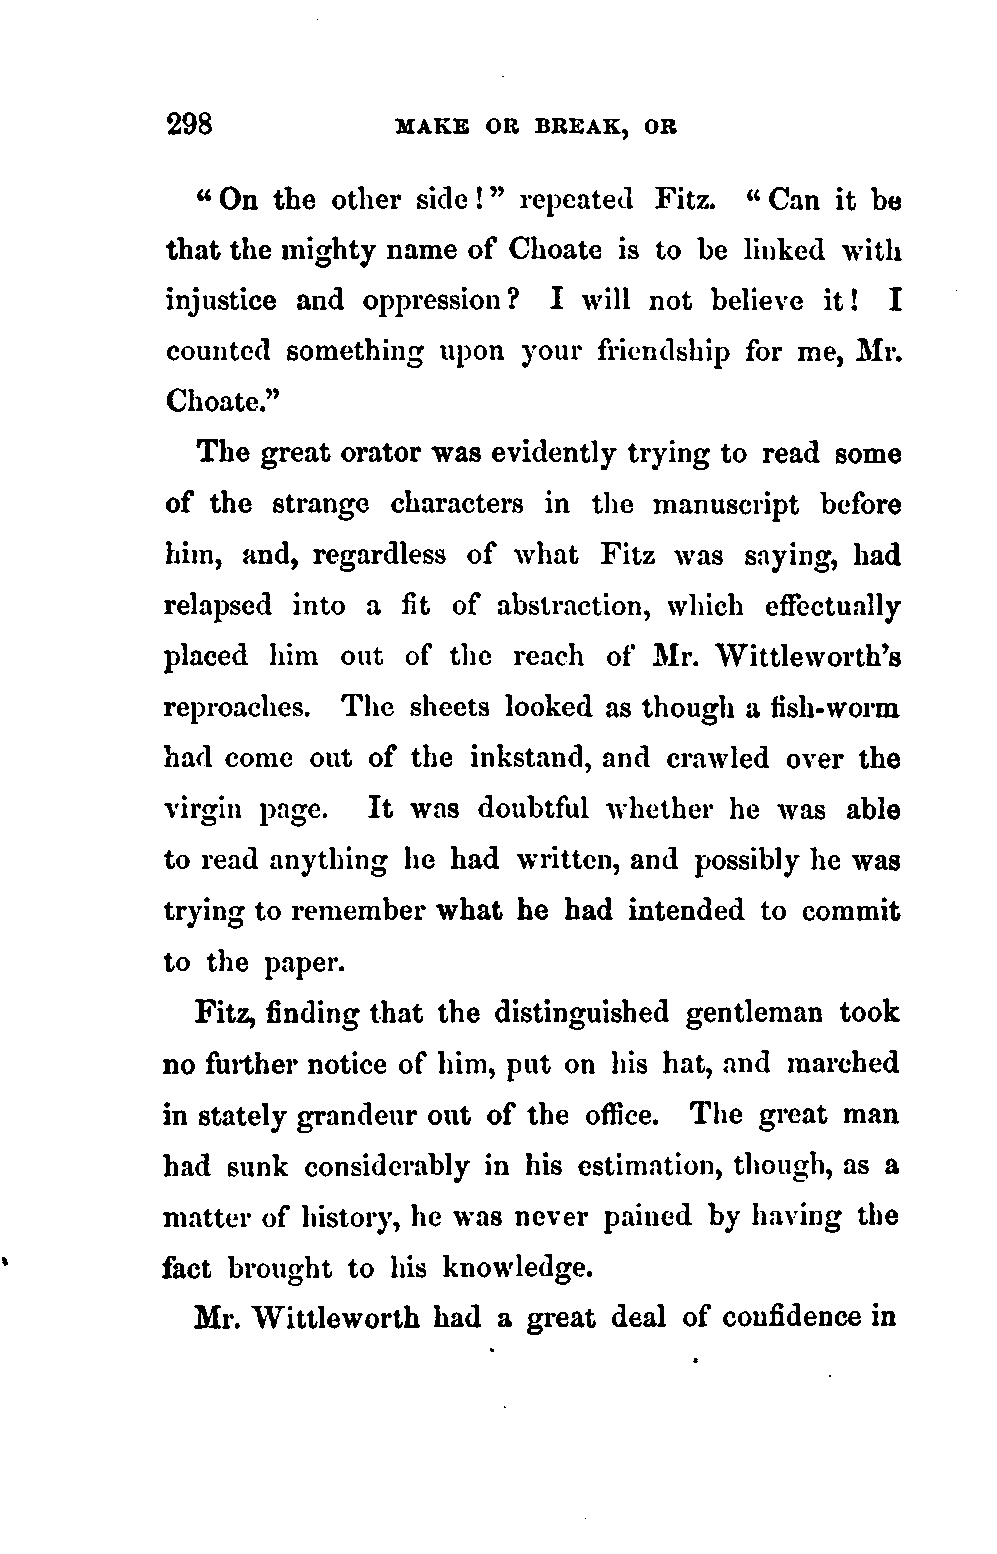 298 MAKE OR BREAK, OR
"On the other side!" repeated Fitz. "Can it be
that the mighty name of Choate is to be linked with
injustice and oppression? I will not believe it! I
counted something upon your friendship for me, Mr.
Choate."
The great orator was evidently trying to read some
of the strange characters in the manuscript before
him, and, regardless of what Fitz was saying, had
relapsed into a fit of abstraction, which effectually
placed him out of the reach of Mr. Wittleworth's
reproaches. The sheets looked as though a fish-worm
had come out of the inkstand, and crawled over the
virgin page. It was doubtful whether he was able
to read anything he had written, and possibly he was
trying to remember what he had intended to commit
to the paper.
Fitz, finding that the distinguished gentleman took
no further notice of him, put on his hat, and marched
in stately grandeur out of the office. The great man
had sunk considerably in his estimation, though, as a
matter of history, he was never pained by having the
fact brought to his knowledge.
Mr. Wittleworth had a great deal of confidence in